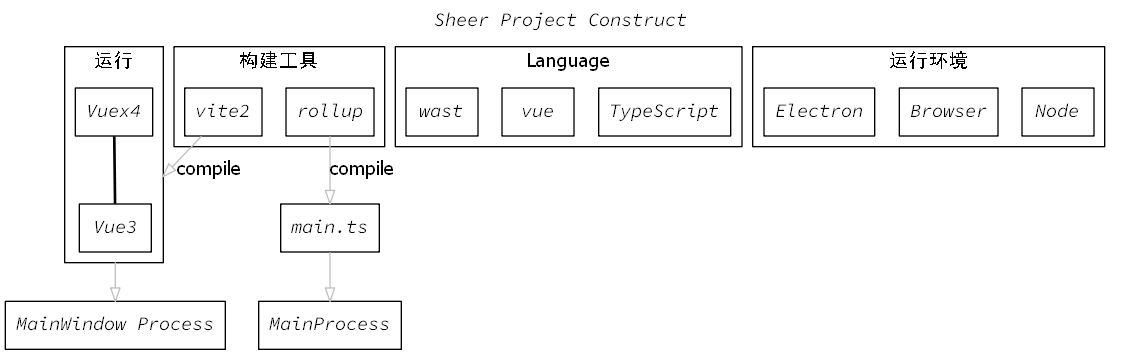 Sheer Project Construct
运行
构建工具
Language
运行环境
Vuex4
vite2
rollup
wast
vue
TypeScript
Electron
Browser
Node
compile
compile
Vue3
main.ts
MainWindow Process
MainProcess